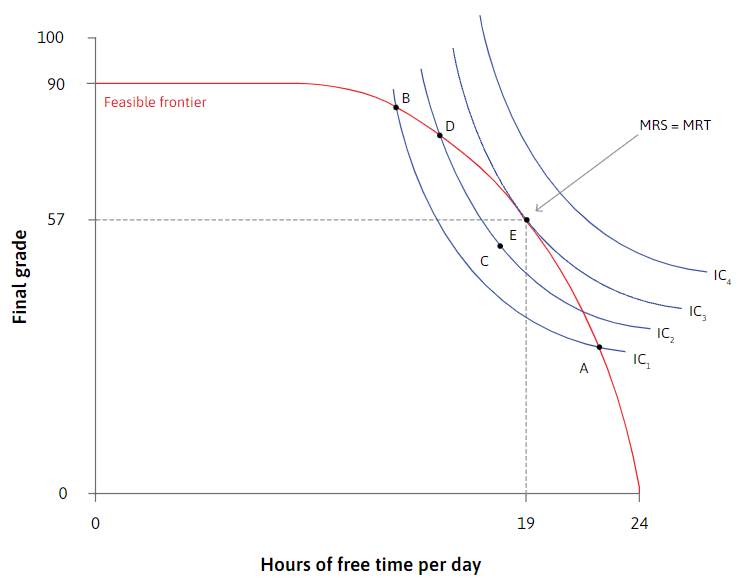 100
90
Feasible frontier
B
D
MRS = MRT
57
E
C
IC₄
IC₃
IC₂
IC₁
A
Final grade
0
0
19
24
Hours of free time per day